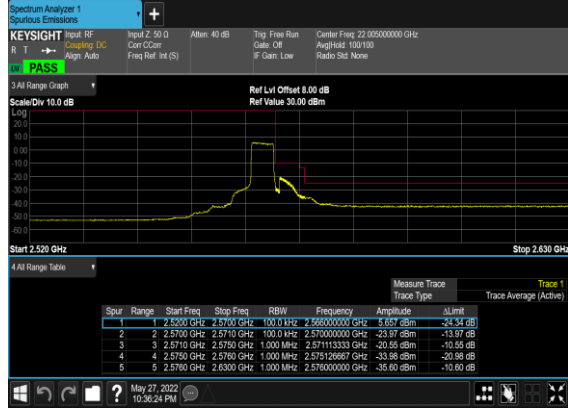 Spectrum Analyzer 1
Spurious Emissions
KEYSIGHT Input: RF Input Z: 50 Ω Atten: 40 dB Trig: Free Run Center Freq: 22.005000000 GHz
R T Coupling: DC Corr CCorr Gate: Off Avg|Hold: 100/100
Align: Auto Freq Ref: Int (S) IF Gain: Low Radio Std: None
PASS
3 All Range Graph
Ref Lvl Offset 8.00 dB
Scale/Div 10.0 dB Ref Value 30.00 dBm
Log
20.0
10.0
0.00
-10.0
-20.0
-30.0
-40.0
-50.0
-60.0
Start 2.520 GHz Stop 2.630 GHz
4 All Range Table
Measure Trace Trace 1
Trace Type Trace Average (Active)
Spur Range Start Freq Stop Freq RBW Frequency Amplitude ΔLimit
1 1 2.5200 GHz 2.5700 GHz 100.0 kHz 2.566000000 GHz 5.657 dBm -24.34 dB
2 2 2.5700 GHz 2.5710 GHz 100.0 kHz 2.570000000 GHz -23.97 dBm -13.97 dB
3 3 2.5710 GHz 2.5750 GHz 1.000 MHz 2.571113333 GHz -20.55 dBm -10.55 dB
4 4 2.5750 GHz 2.5760 GHz 1.000 MHz 2.575126667 GHz -33.98 dBm -20.98 dB
5 5 2.5760 GHz 2.6300 GHz 1.000 MHz 2.576000000 GHz -35.60 dBm -10.60 dB
May 27, 2022
10:36:24 PM